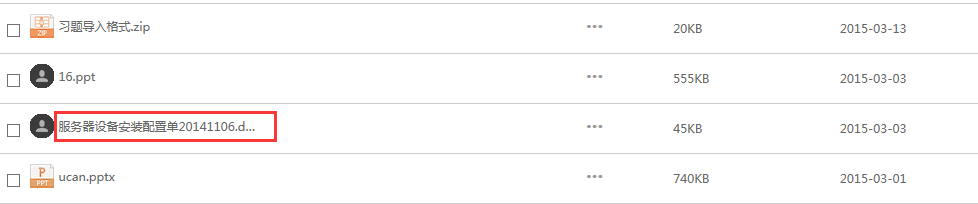 习题导入格式.zip ••• 20KB 2015-03-13
ZIP
16.ppt ••• 555KB 2015-03-03
服务器设备安装配置单20141106.d... ••• 45KB 2015-03-03
ucan.pptx ••• 740KB 2015-03-01
P
PPT